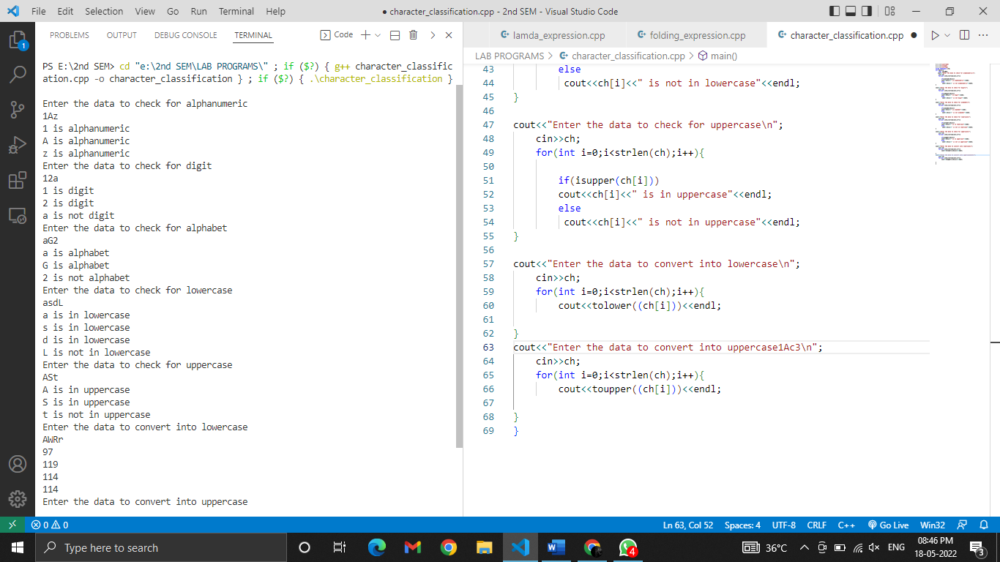 File Edit Selection View Go Run Terminal Help
● character_classification.cpp - 2nd SEM - Visual Studio Code
PROBLEMS OUTPUT DEBUG CONSOLE TERMINAL
Code
1
PS E:\2nd SEM> cd "e:\2nd SEM\LAB PROGRAMS\" ; if ($?) { g++ character_classific
ation.cpp -o character_classification } ; if ($?) { .\character_classification }
Enter the data to check for alphanumeric
1Az
1 is alphanumeric
A is alphanumeric
z is alphanumeric
Enter the data to check for digit
12a
1 is digit
2 is digit
a is not digit
Enter the data to check for alphabet
aG2
a is alphabet
G is alphabet
2 is not alphabet
Enter the data to check for lowercase
asdL
a is in lowercase
s is in lowercase
d is in lowercase
L is not in lowercase
Enter the data to check for uppercase
ASt
A is in uppercase
S is in uppercase
t is not in uppercase
Enter the data to convert into lowercase
AWRr
97
119
114
114
Enter the data to convert into uppercase
lamda_expression.cpp folding_expression.cpp character_classification.cpp ●
LAB PROGRAMS > character_classification.cpp > main()
43 else
44 cout<<ch[i]<<" is not in lowercase"<<endl;
45 }
46
47 cout<<"Enter the data to check for uppercase\n";
48 cin>>ch;
49 for(int i=0;i<strlen(ch);i++){
50
51 if(isupper(ch[i]))
52 cout<<ch[i]<<" is in uppercase"<<endl;
53 else
54 cout<<ch[i]<<" is not in uppercase"<<endl;
55 }
56
57 cout<<"Enter the data to convert into lowercase\n";
58 cin>>ch;
59 for(int i=0;i<strlen(ch);i++){
60 cout<<tolower((ch[i]))<<endl;
61
62 }
63 cout<<"Enter the data to convert into uppercase1Ac3\n";
64 cin>>ch;
65 for(int i=0;i<strlen(ch);i++){
66 cout<<toupper((ch[i]))<<endl;
67
68 }
69 }
0 0 Ln 63, Col 52 Spaces: 4 UTF-8 CRLF C++ Go Live Win32
Type here to search
4
36°C
ENG
08:46 PM
18-05-2022
3